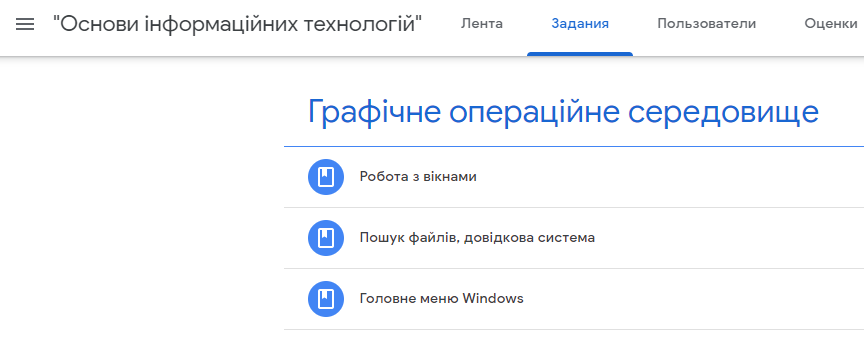 "Основи інформаційних технологій" Лента Задания Пользователи Оценки
Графічне операційне середовище
Робота з вікнами
Пошук файлів, довідкова система
Головне меню Windows